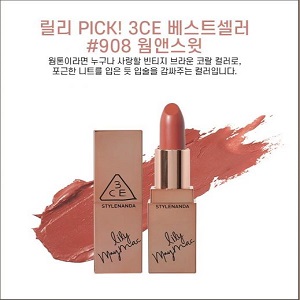 릴리 PICK! 3CE 베스트셀러
#908 웜앤스윗
웜톤이라면 누구나 사랑할 빈티지 브라운 코랄 컬러로,
포근한 니트를 입은 듯 입술을 감싸주는 컬러입니다.
3
CE
STYLENANDA
STYLENANDA
lily
MayMac
lily
MayMac